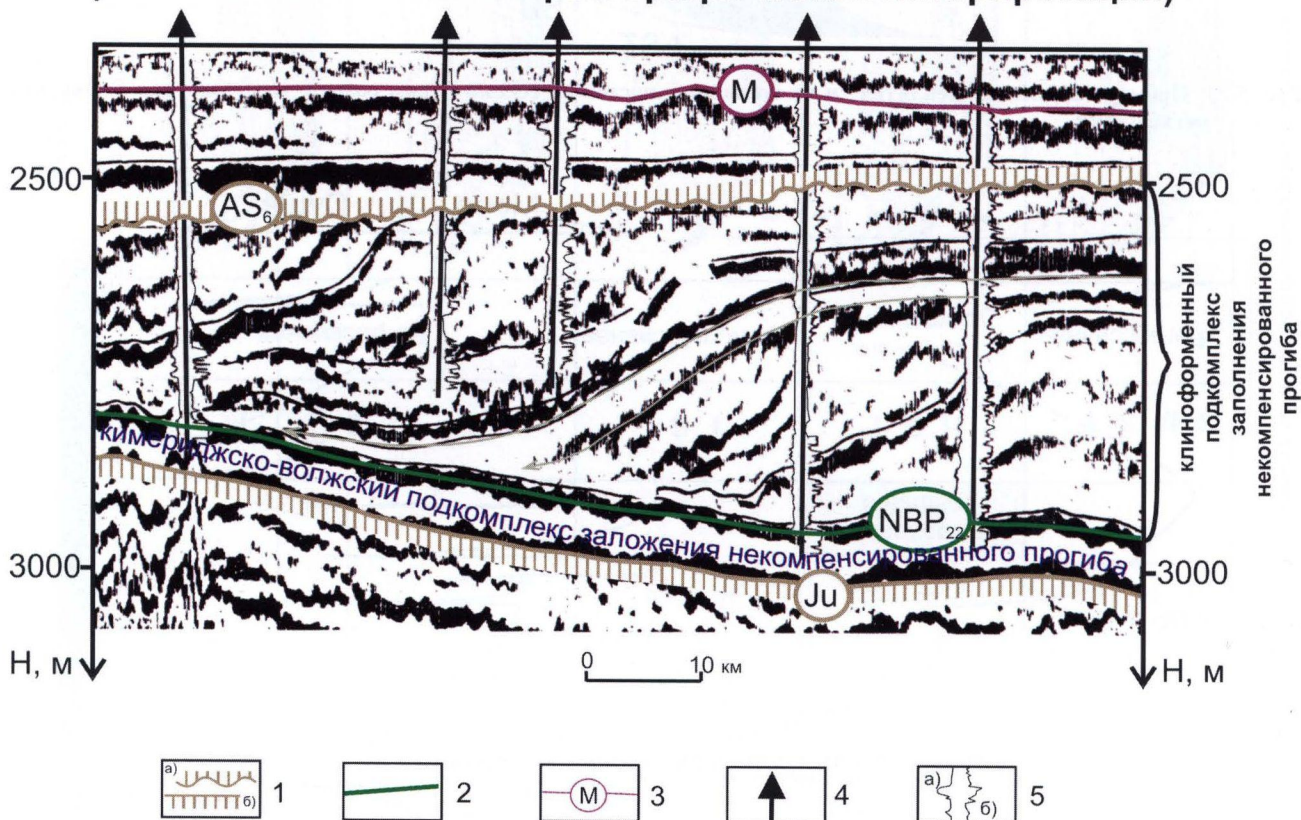 M
2500
2500
AS₆
клиноформенный
подкомплекс
заполнения
некомпенсированного
прогиба
кимериджско-волжский подкомплекс заложения некомпенсированного прогиба
NBP₂₂
3000
3000
Ju
Н, м
0 10 км
Н, м
а) б) 1
2
М 3
4
а) б) 5